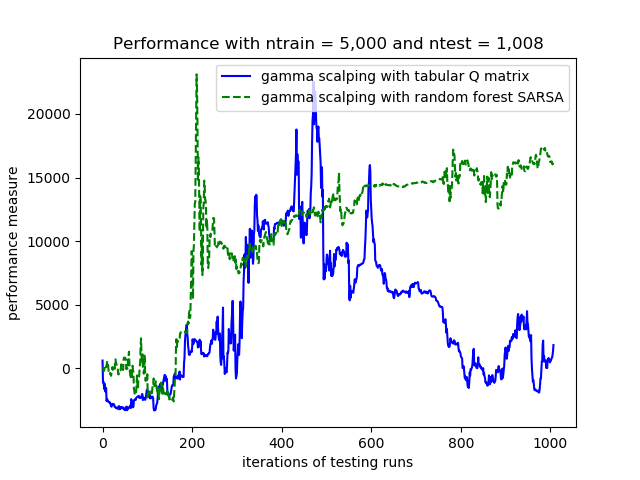 Performance with ntrain = 5,000 and ntest = 1,008
gamma scalping with tabular Q matrix
gamma scalping with random forest SARSA
performance measure
20000
15000
10000
5000
0
0 200 400 600 800 1000
iterations of testing runs